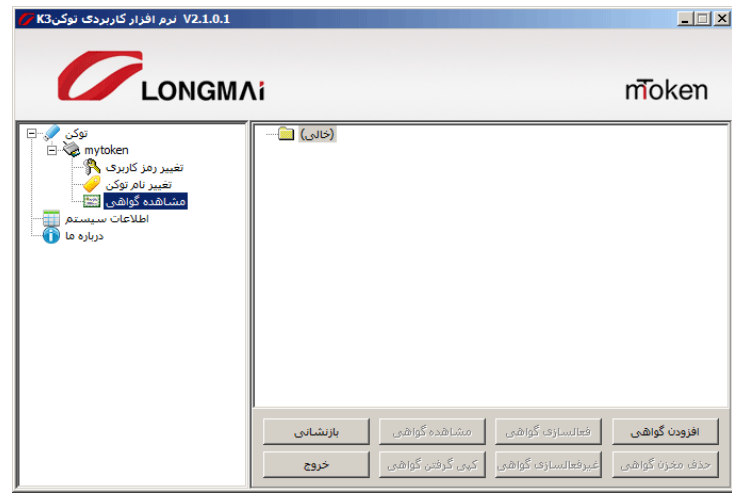 نرم افزار کاربردی توکنK3 V2.1.0.1
LONGMAi
mToken
توکن
mytoken
تغییر رمز کاربری
تغییر نام توکن
مشاهده گواهی
اطلاعات سیستم
درباره ما
(خالی)
افزودن گواهی
فعالسازی گواهی
مشاهده گواهی
بازنشانی
حذف مخزن گواهی
غیرفعالسازی گواهی
کپی گرفتن گواهی
خروج